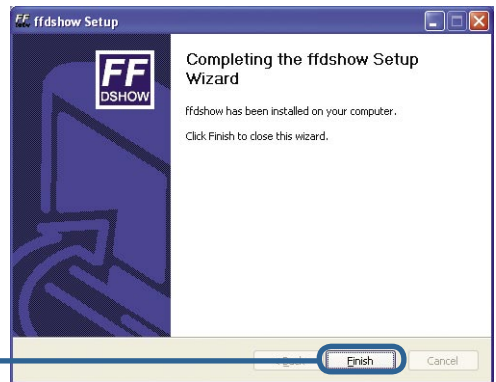 ffdshow Setup
FF
DSHOW
Completing the ffdshow Setup
Wizard
ffdshow has been installed on your computer.
Click Finish to close this wizard.
Finish
Cancel